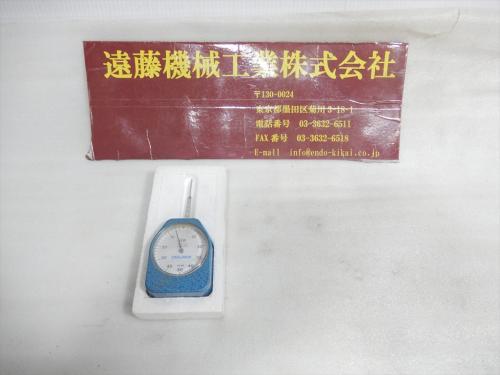 遠藤機械工業株式会社
〒130-0024
東京都墨田区菊川3-18-1
電話番号 03-3632-6511
FAX番号 03-3632-6518
E-mail info@endo-kikai.co.jp